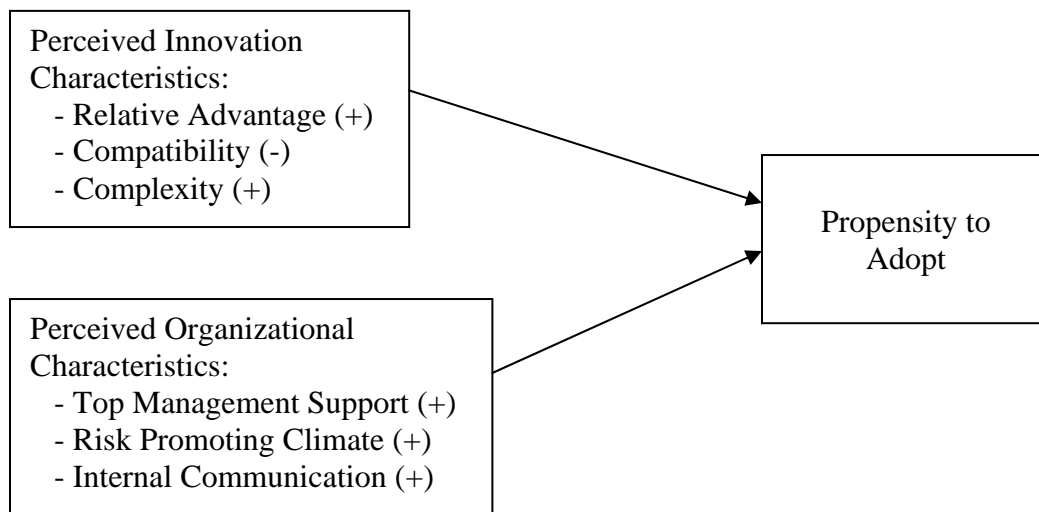 Perceived Innovation
Characteristics:
- Relative Advantage (+)
- Compatibility (-)
- Complexity (+)
Propensity to
Adopt
Perceived Organizational
Characteristics:
- Top Management Support (+)
- Risk Promoting Climate (+)
- Internal Communication (+)